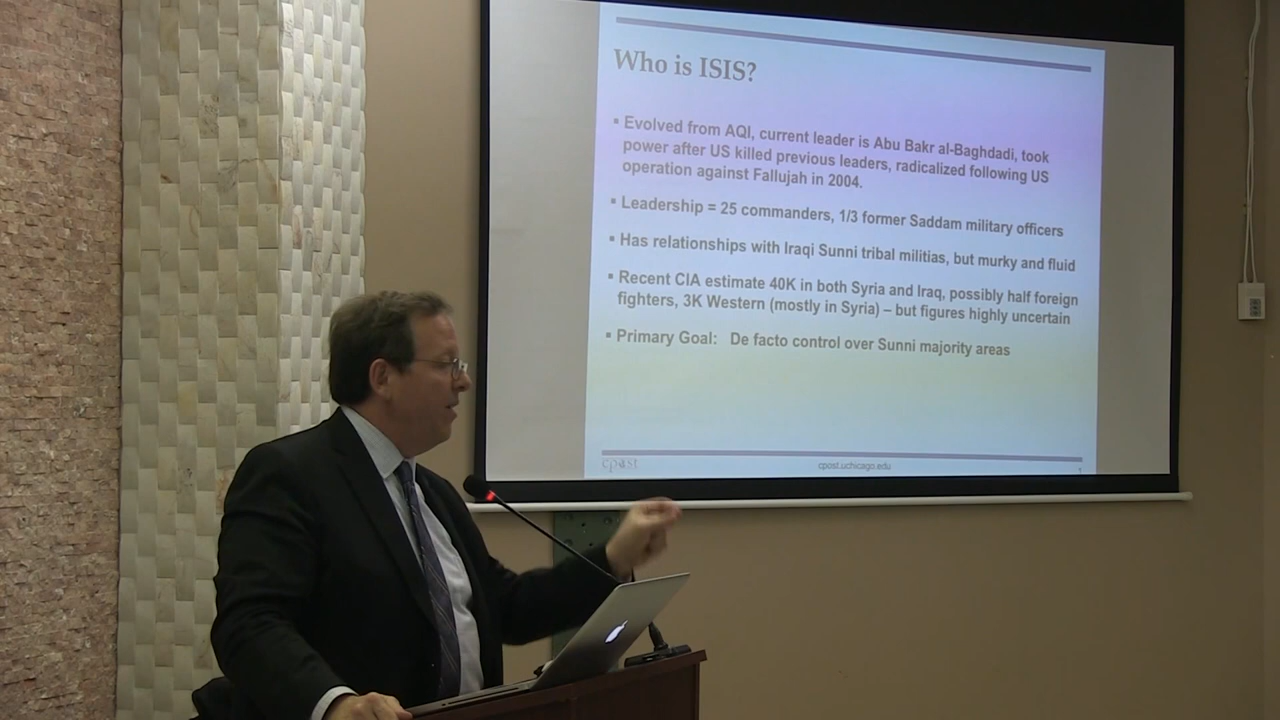 Who is ISIS?
▪ Evolved from AQI, current leader is Abu Bakr al-Baghdadi, took
power after US killed previous leaders, radicalized following US
operation against Fallujah in 2004.
▪ Leadership = 25 commanders, 1/3 former Saddam military officers
▪ Has relationships with Iraqi Sunni tribal militias, but murky and fluid
▪ Recent CIA estimate 40K in both Syria and Iraq, possibly half foreign
fighters, 3K Western (mostly in Syria) – but figures highly uncertain
▪ Primary Goal: De facto control over Sunni majority areas
cpost
cpost.uchicago.edu
1